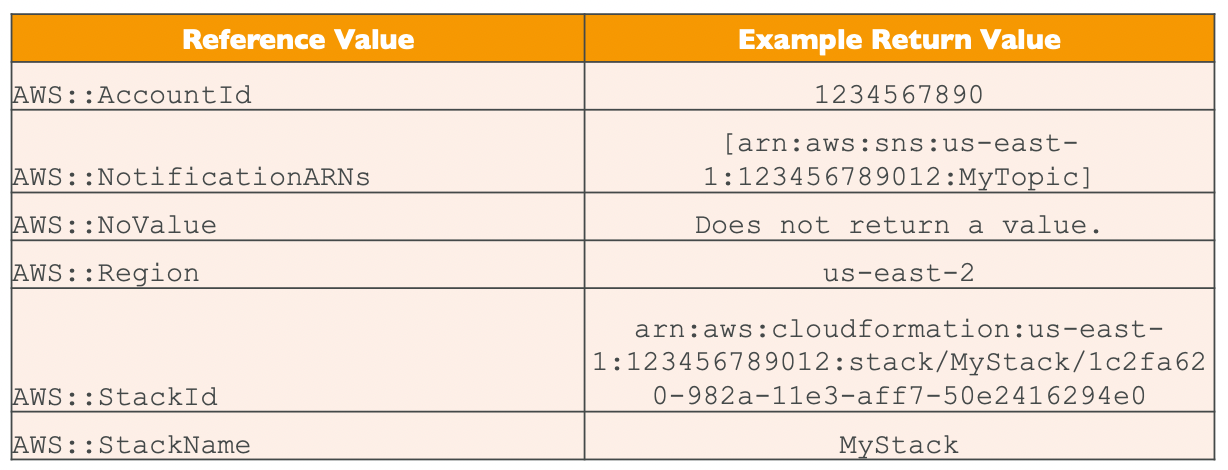 Reference Value Example Return Value
AWS::AccountId 1234567890
[arn:aws:sns:us-east-
AWS::NotificationARNs 1:123456789012:MyTopic]
AWS::NoValue Does not return a value.
AWS::Region us-east-2
arn:aws:cloudformation:us-east-
1:123456789012:stack/MyStack/1c2fa62
AWS::StackId 0-982a-11e3-aff7-50e2416294e0
AWS::StackName MyStack